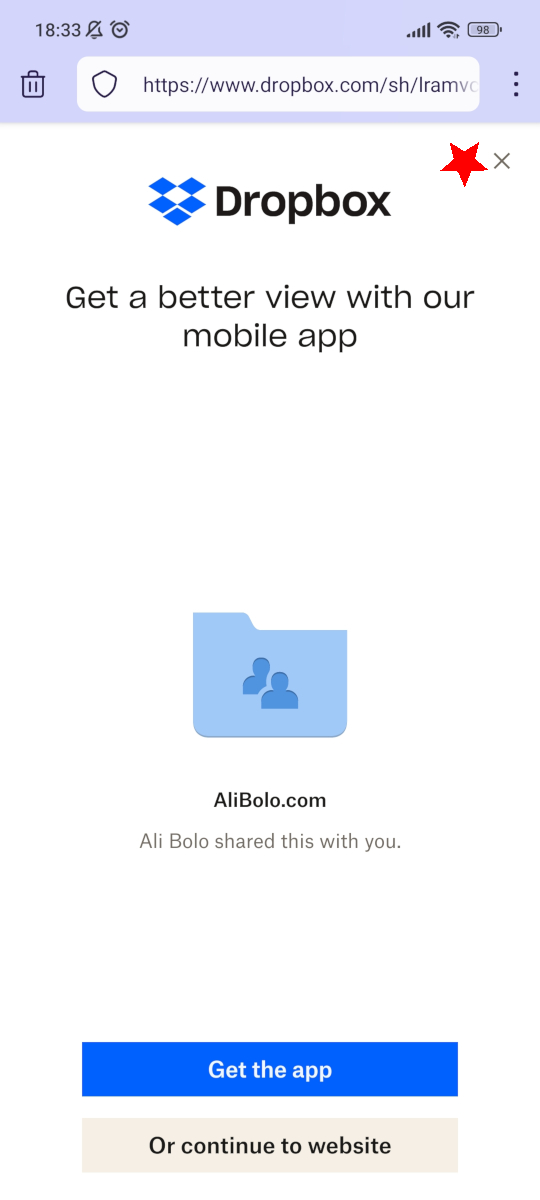 18:33
98
https://www.dropbox.com/sh/lramv
Dropbox
Get a better view with our
mobile app
AliBolo.com
Ali Bolo shared this with you.
Get the app
Or continue to website